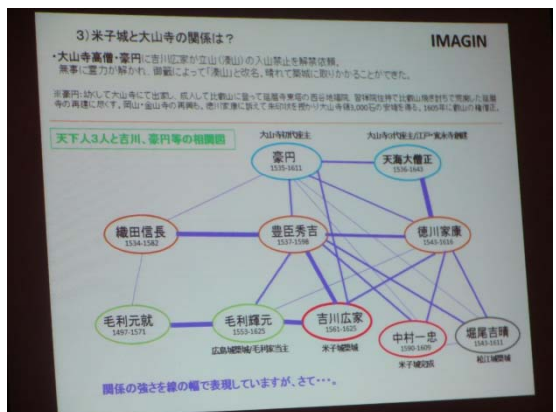 3）米子城と大山寺の関係は？
IMAGIN
・大山寺高僧・豪円に吉川広家が立山(湊山)の入山禁止を解禁依頼。
無事に霊力が解かれ、御籤によって「湊山」と改名、晴れて築城に取りかかることができた。
天下人3人と吉川、豪円等の相関図
大山寺初代座主
豪円
1535-1611
天海大僧正
1536-1643
織田信長
1534-1582
豊臣秀吉
1537-1598
徳川家康
1543-1616
毛利元就
1497-1571
毛利輝元
1553-1625
広島城築城/毛利家当主
吉川広家
1561-1625
米子城築城
中村一忠
1590-1609
米子城完成
堀尾吉晴
1543-1611
松江城築城
関係の強さを線の幅で表現していますが、さて・・・。